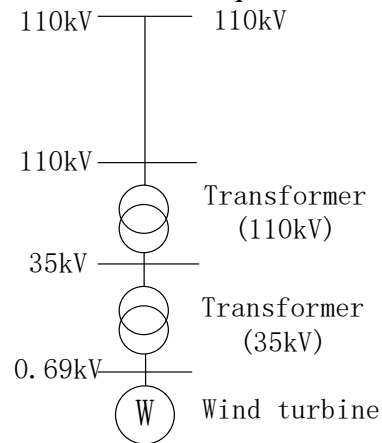 110kV 110kV
110kV
Transformer
(110kV)
35kV
Transformer
(35kV)
0.69kV
W Wind turbine